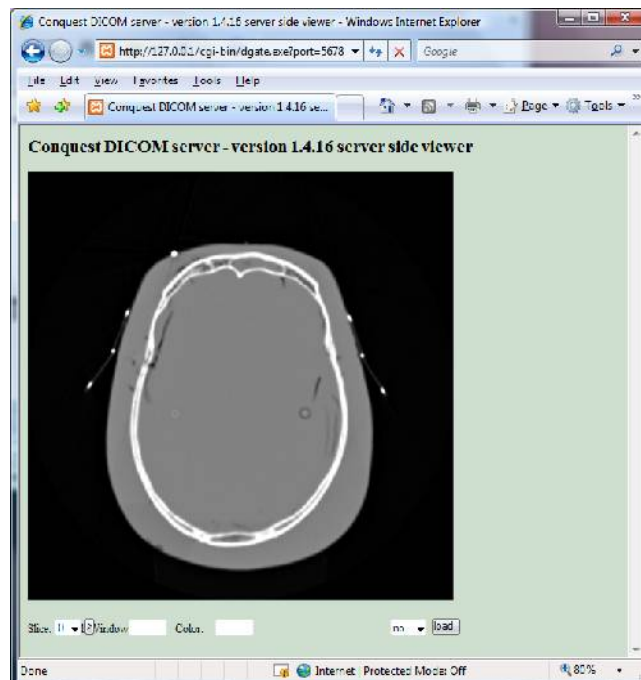 Conquest DICOM server - version 1.4.16 server side viewer - Windows Internet Explorer
http://127.0.0.1/cgi-bin/dgate.exe?port=5678
Google
File Edit View Favorites Tools Help
Conquest DICOM server - version 1 4.16 se...
Page Tools
Conquest DICOM server - version 1.4.16 server side viewer
Slice: > Window Color: no load
Done Internet | Protected Mode: Off 80%